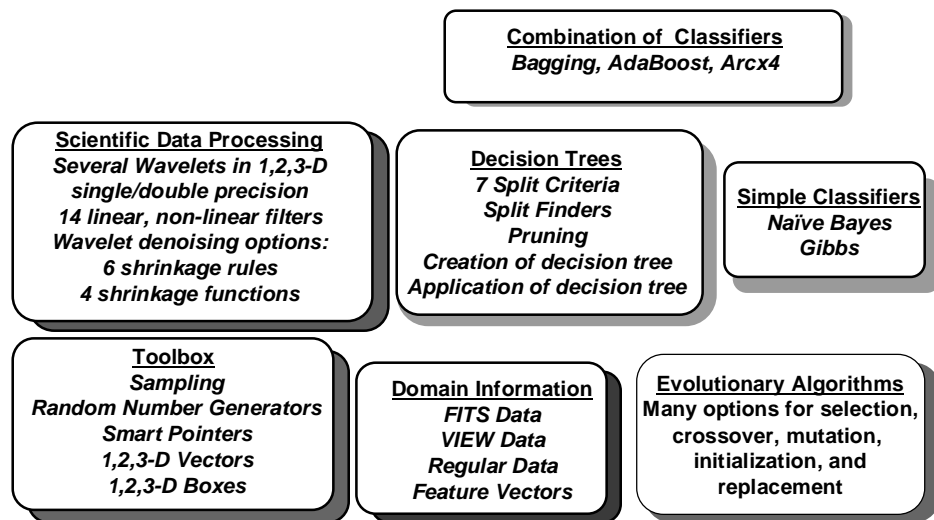 Combination of Classifiers
Bagging, AdaBoost, Arcx4
Scientific Data Processing
Several Wavelets in 1,2,3-D
single/double precision
14 linear, non-linear filters
Wavelet denoising options:
6 shrinkage rules
4 shrinkage functions
Decision Trees
7 Split Criteria
Split Finders
Pruning
Creation of decision tree
Application of decision tree
Simple Classifiers
Naïve Bayes
Gibbs
Toolbox
Sampling
Random Number Generators
Smart Pointers
1,2,3-D Vectors
1,2,3-D Boxes
Domain Information
FITS Data
VIEW Data
Regular Data
Feature Vectors
Evolutionary Algorithms
Many options for selection,
crossover, mutation,
initialization, and
replacement